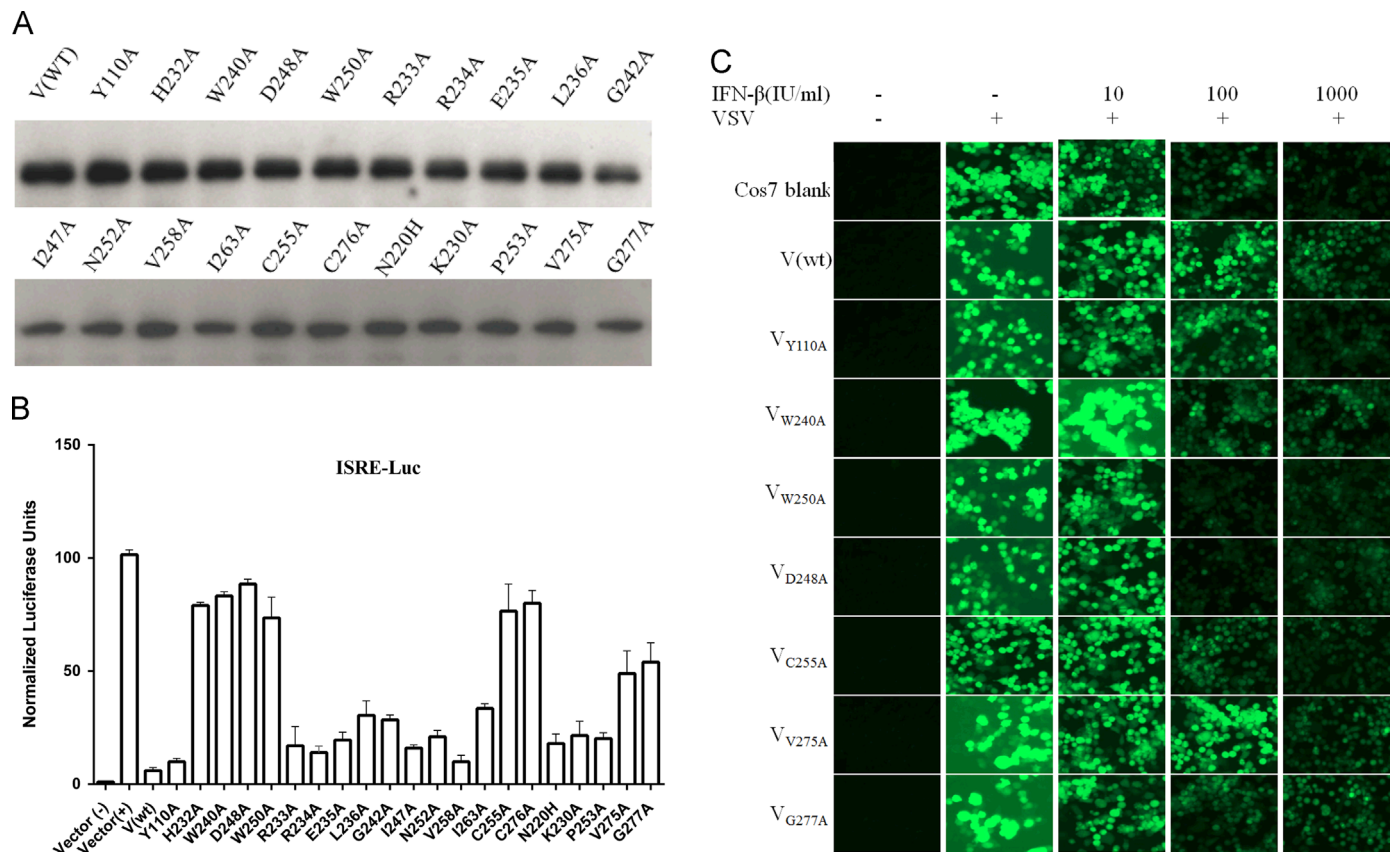 A
V(WT) Y110A H232A W240A D248A W250A R233A R234A E235A L236A G242A
I247A N252A V258A I263A C255A C276A N220H K230A P253A V275A G277A
B
ISRE-Luc
Normalized Luciferase Units
150
100
50
0
Vector (-) Vector(+) V(wt) Y110A H232A W240A D248A W250A R233A R234A E235A L236A G242A I247A N252A V258A I263A C255A C276A N220H K230A P253A V275A G277A
C
IFN-β(IU/ml) - - 10 100 1000
VSV - + + + +
Cos7 blank
V(wt)
VY110A
VW240A
VW250A
VD248A
VC255A
VV275A
VG277A